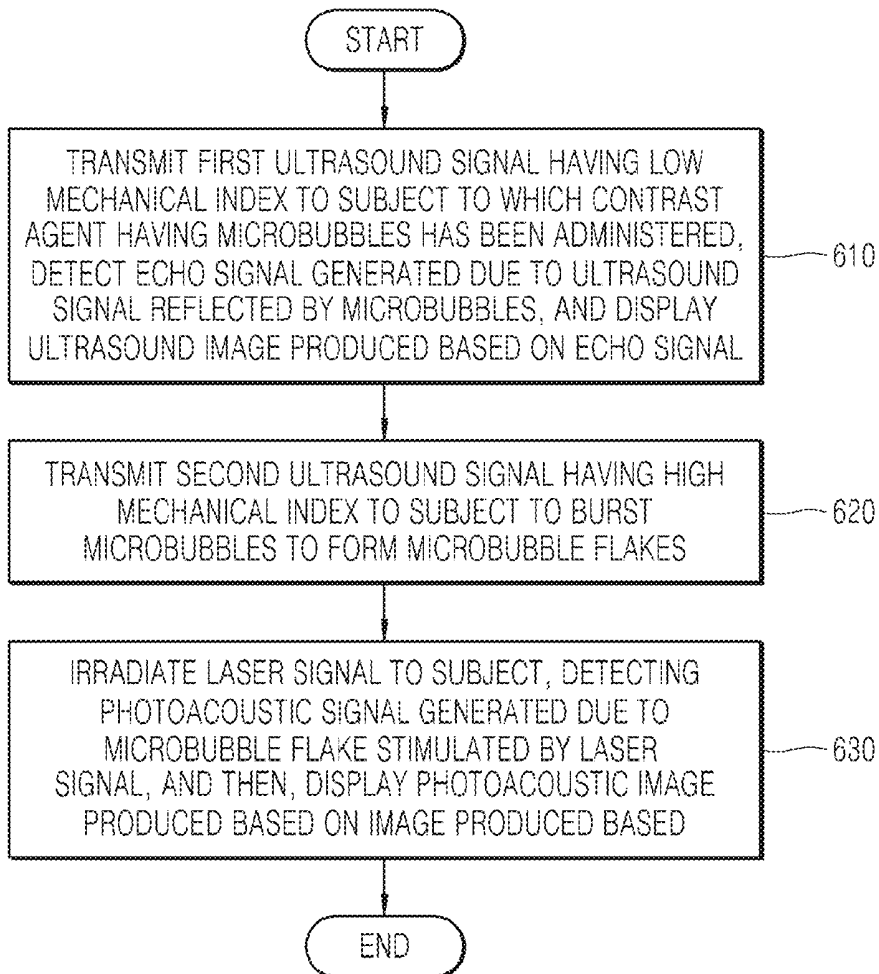 START
TRANSMIT FIRST ULTRASOUND SIGNAL HAVING LOW
MECHANICAL INDEX TO SUBJECT TO WHICH CONTRAST
AGENT HAVING MICROBUBBLES HAS BEEN ADMINISTERED,
DETECT ECHO SIGNAL GENERATED DUE TO ULTRASOUND
SIGNAL REFLECTED BY MICROBUBBLES, AND DISPLAY
ULTRASOUND IMAGE PRODUCED BASED ON ECHO SIGNAL
610
TRANSMIT SECOND ULTRASOUND SIGNAL HAVING HIGH
MECHANICAL INDEX TO SUBJECT TO BURST
MICROBUBBLES TO FORM MICROBUBBLE FLAKES
620
IRRADIATE LASER SIGNAL TO SUBJECT, DETECTING
PHOTOACOUSTIC SIGNAL GENERATED DUE TO
MICROBUBBLE FLAKE STIMULATED BY LASER
SIGNAL, AND THEN, DISPLAY PHOTOACOUSTIC IMAGE
PRODUCED BASED ON IMAGE PRODUCED BASED
630
END